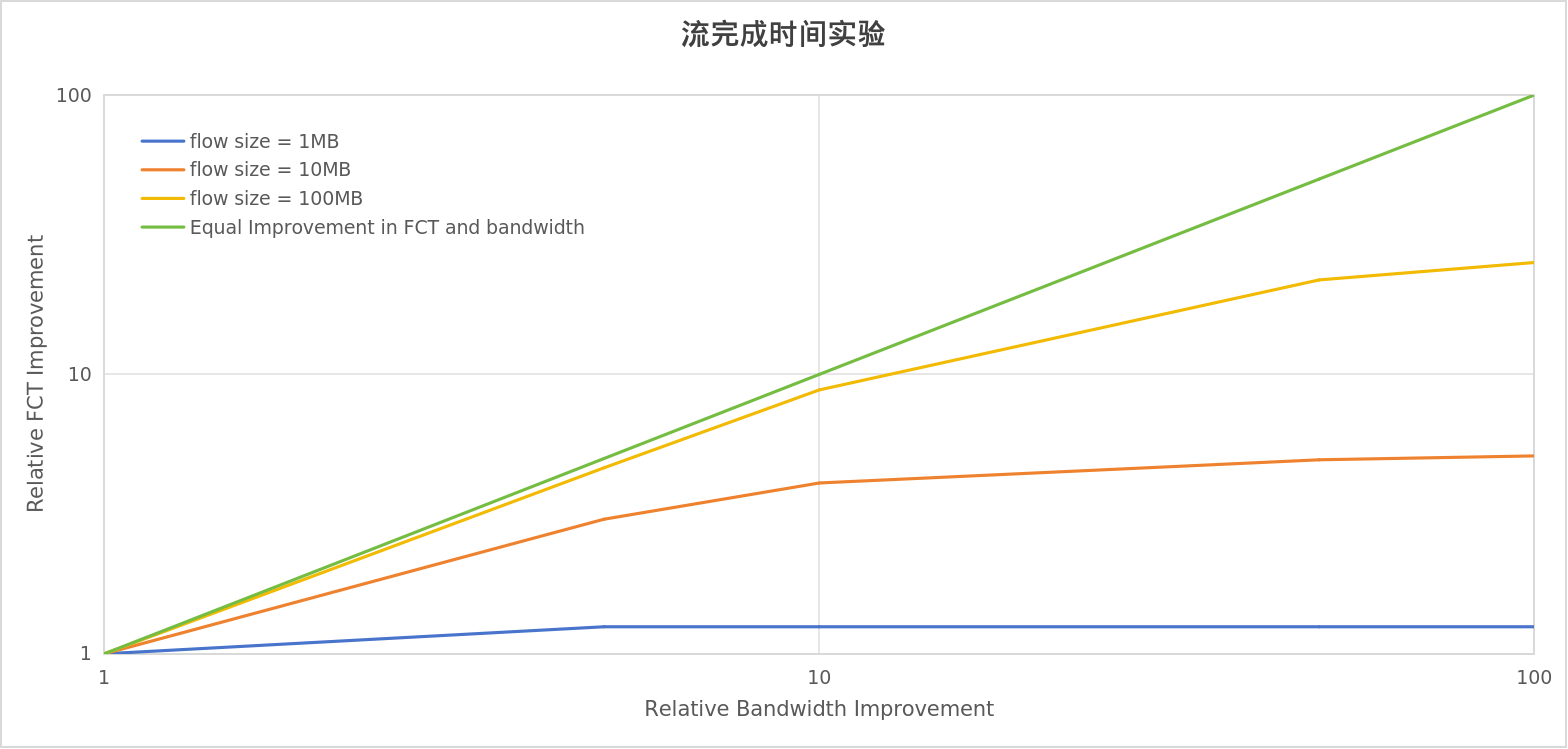 流完成时间实验
100
10
1
flow size = 1MB
flow size = 10MB
flow size = 100MB
Equal Improvement in FCT and bandwidth
Relative FCT Improvement
1
10
100
Relative Bandwidth Improvement